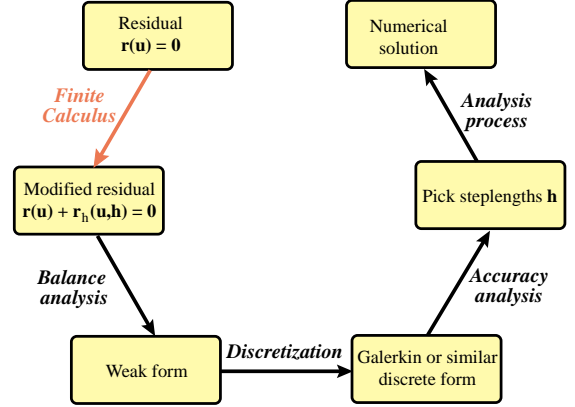 Residual
r(u) = 0
Numerical
solution
Finite
Calculus
Analysis
process
Modified residual
r(u) + rₕ(u,h) = 0
Pick steplengths h
Balance
analysis
Accuracy
analysis
Weak form
Discretization
Galerkin or similar
discrete form